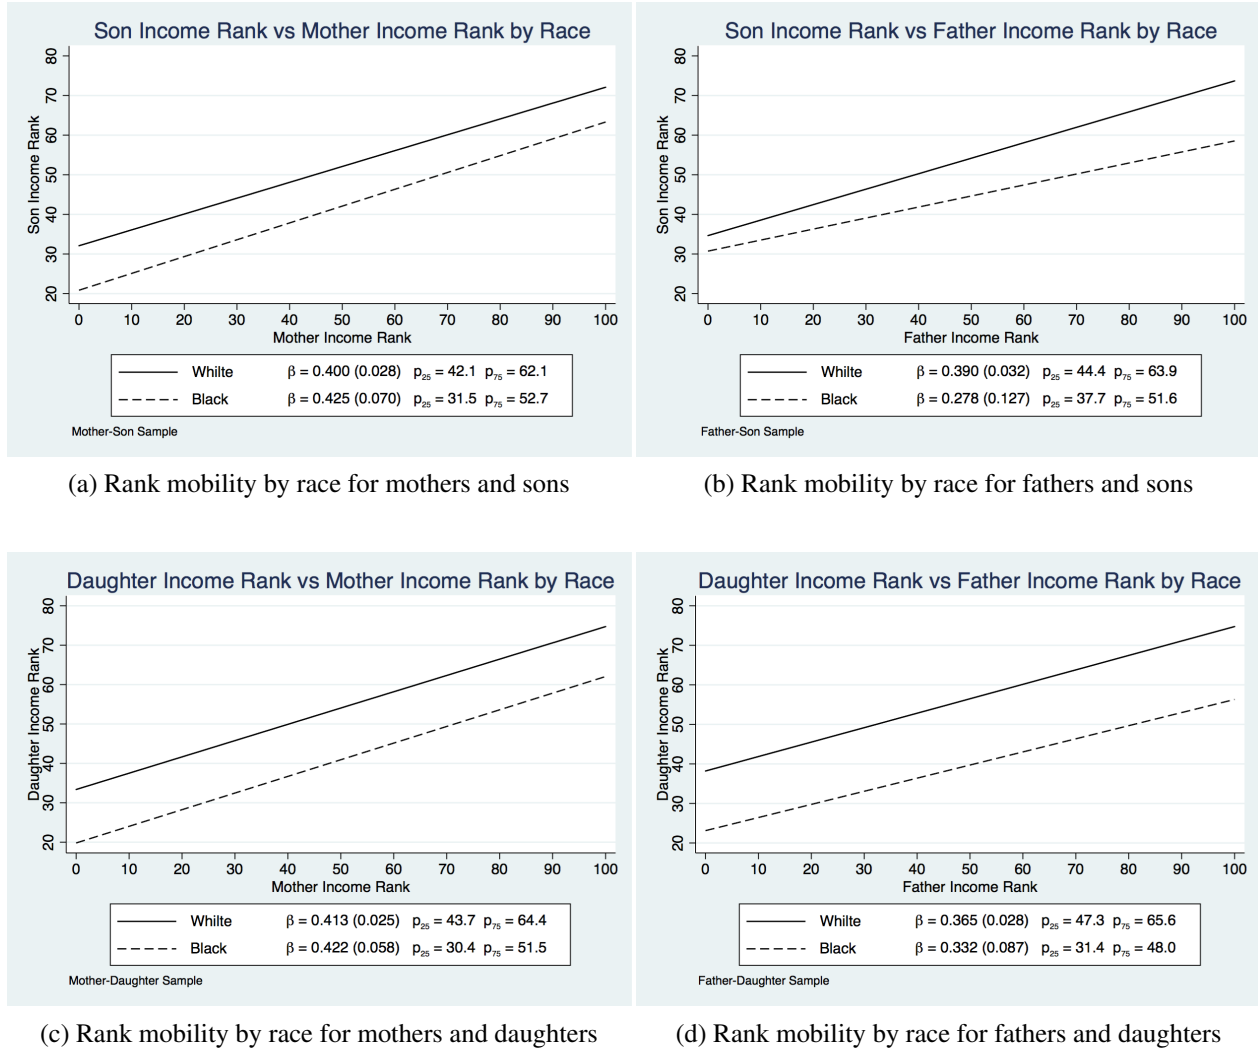 Son Income Rank vs Mother Income Rank by Race
Son Income Rank
80
70
60
50
40
30
20
0 10 20 30 40 50 60 70 80 90 100
Mother Income Rank
Whilte β = 0.400 (0.028) p25 = 42.1 p75 = 62.1
Black β = 0.425 (0.070) p25 = 31.5 p75 = 52.7
Mother-Son Sample
(a) Rank mobility by race for mothers and sons
Son Income Rank vs Father Income Rank by Race
Son Income Rank
80
70
60
50
40
30
20
0 10 20 30 40 50 60 70 80 90 100
Father Income Rank
Whilte β = 0.390 (0.032) p25 = 44.4 p75 = 63.9
Black β = 0.278 (0.127) p25 = 37.7 p75 = 51.6
Father-Son Sample
(b) Rank mobility by race for fathers and sons
Daughter Income Rank vs Mother Income Rank by Race
Daughter Income Rank
80
70
60
50
40
30
20
0 10 20 30 40 50 60 70 80 90 100
Mother Income Rank
Whilte β = 0.413 (0.025) p25 = 43.7 p75 = 64.4
Black β = 0.422 (0.058) p25 = 30.4 p75 = 51.5
Mother-Daughter Sample
(c) Rank mobility by race for mothers and daughters
Daughter Income Rank vs Father Income Rank by Race
Daughter Income Rank
80
70
60
50
40
30
20
0 10 20 30 40 50 60 70 80 90 100
Father Income Rank
Whilte β = 0.365 (0.028) p25 = 47.3 p75 = 65.6
Black β = 0.332 (0.087) p25 = 31.4 p75 = 48.0
Father-Daughter Sample
(d) Rank mobility by race for fathers and daughters